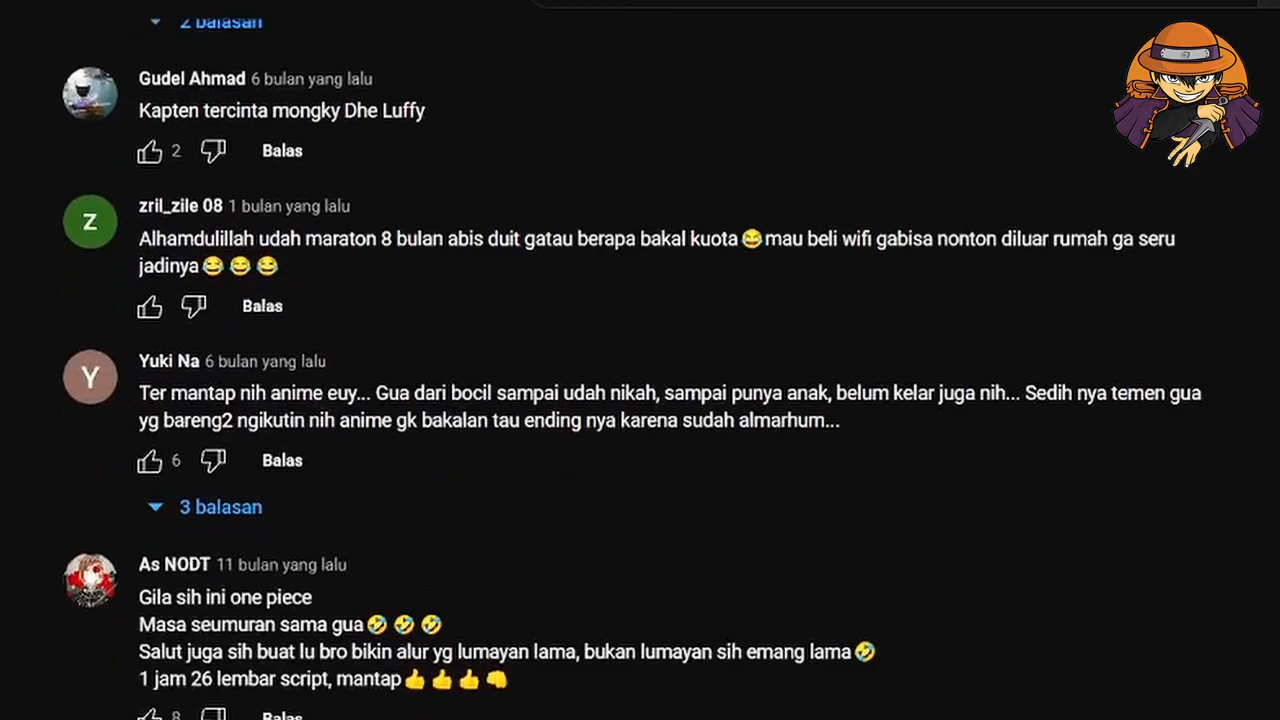 2 balasan
Gudel Ahmad 6 bulan yang lalu
Kapten tercinta mongky Dhe Luffy
2 Balas
Z
zril_zile 08 1 bulan yang lalu
Alhamdulillah udah maraton 8 bulan abis duit gatau berapa bakal kuota😂mau beli wifi gabisa nonton diluar rumah ga seru
jadinya😂😂😂
Balas
Y
Yuki Na 6 bulan yang lalu
Ter mantap nih anime euy... Gua dari bocil sampai udah nikah, sampai punya anak, belum kelar juga nih... Sedih nya temen gua
yg bareng2 ngikutin nih anime gk bakalan tau ending nya karena sudah almarhum...
6 Balas
3 balasan
As NODT 11 bulan yang lalu
Gila sih ini one piece
Masa seumuran sama gua🤣🤣🤣
Salut juga sih buat lu bro bikin alur yg lumayan lama, bukan lumayan sih emang lama🤣
1 jam 26 lembar script, mantap👍👍👍👊
8 Balas